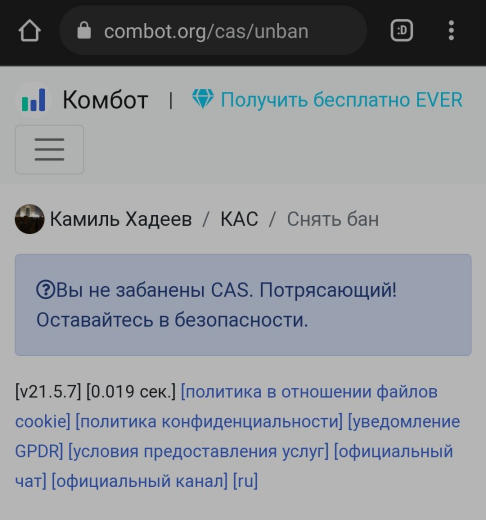 combot.org/cas/unban
:D
Комбот | Получить бесплатно EVER
Камиль Хадеев / КАС / Снять бан
Вы не забанены CAS. Потрясающий!
Оставайтесь в безопасности.
[v21.5.7] [0.019 сек.] [политика в отношении файлов
cookie] [политика конфиденциальности] [уведомление
GPDR] [условия предоставления услуг] [официальный
чат] [официальный канал] [ru]